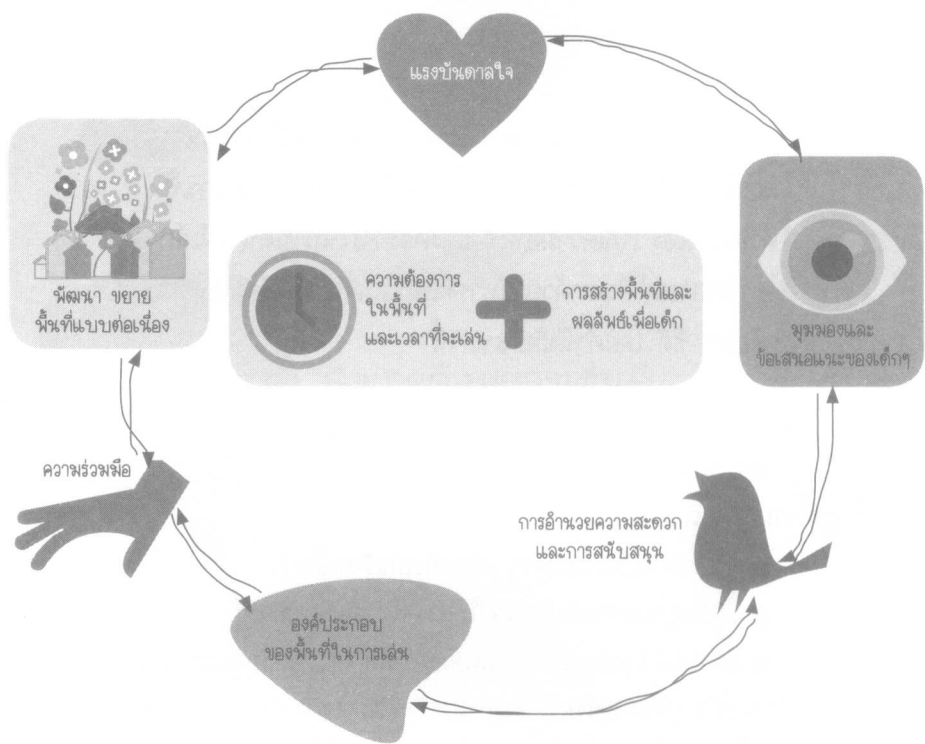 แรงบันดาลใจ
พัฒนา ขยาย
พื้นที่แบบต่อเนื่อง
ความต้องการ
ในพื้นที่
และเวลาที่จะเล่น
การสร้างพื้นที่และ
ผลลัพธ์เพื่อเด็ก
มุมมองและ
ข้อเสนอแนะของเด็กๆ
ความร่วมมือ
การอำนวยความสะดวก
และการสนับสนุน
องค์ประกอบ
ของพื้นที่ในการเล่น